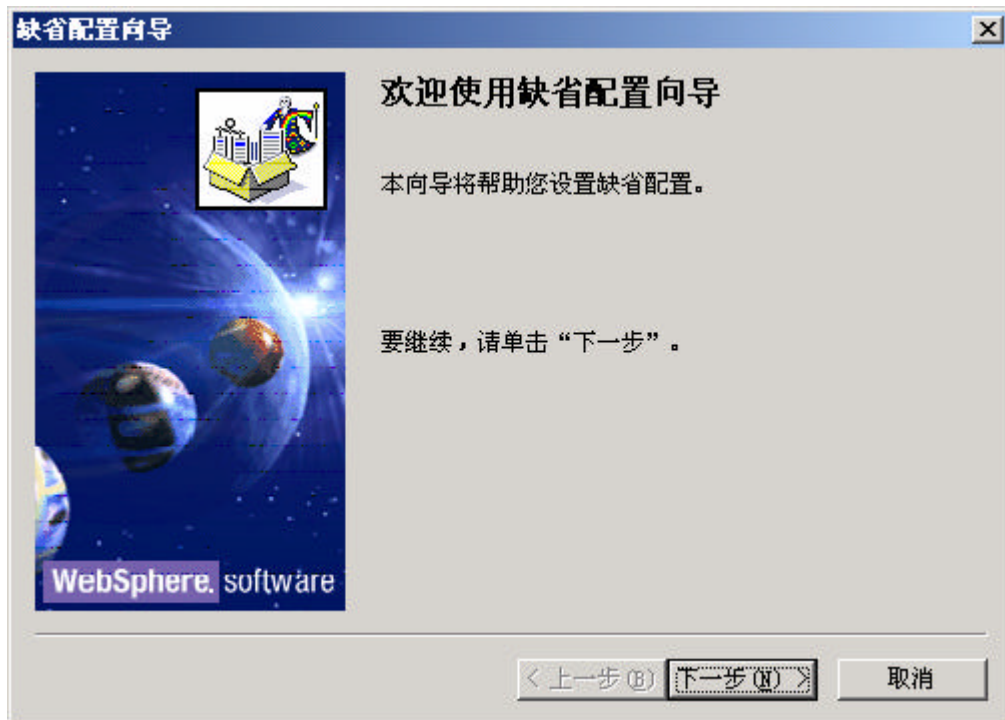 缺省配置向导
欢迎使用缺省配置向导
本向导将帮助您设置缺省配置。
要继续，请单击“下一步”。
WebSphere. software
< 上一步(B)
下一步(N) >
取消